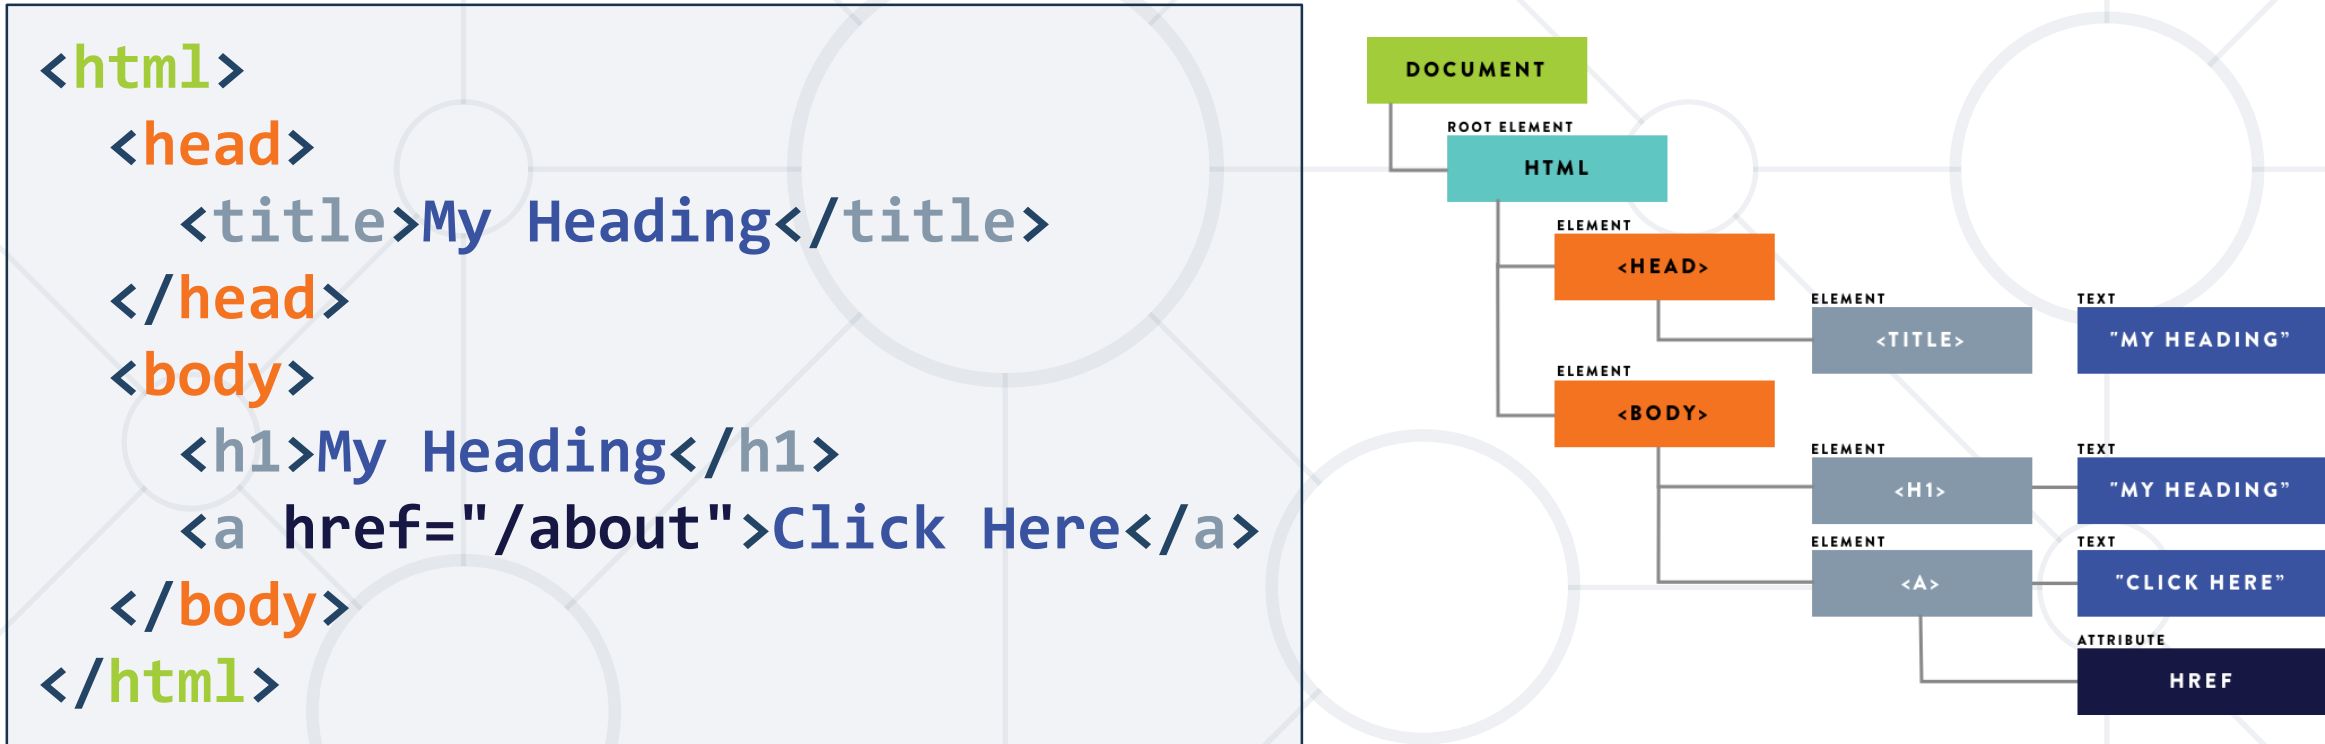 <html>
<head>
<title>My Heading</title>
</head>
<body>
<h1>My Heading</h1>
<a href="/about">Click Here</a>
</body>
</html>
DOCUMENT
ROOT ELEMENT
HTML
ELEMENT
<HEAD>
ELEMENT
<TITLE>
TEXT
"MY HEADING"
ELEMENT
<BODY>
ELEMENT
<H1>
TEXT
"MY HEADING"
ELEMENT
<A>
TEXT
"CLICK HERE"
ATTRIBUTE
HREF